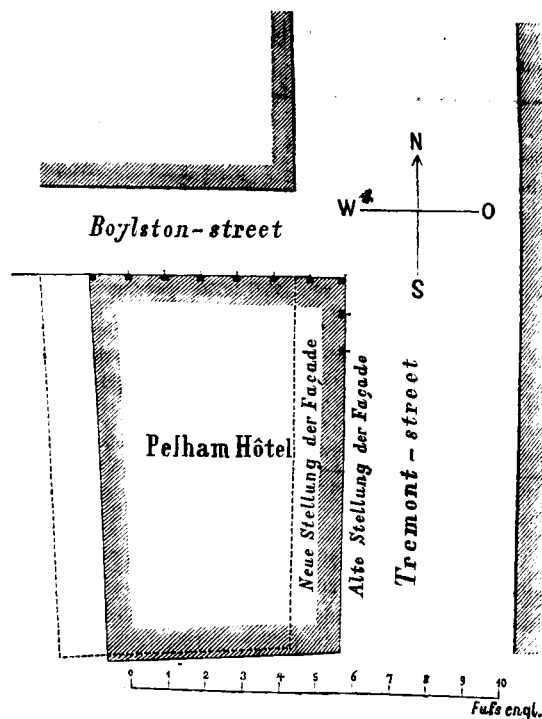 N
W O
S
Boylston-street
Pelham Hôtel
Neue Stellung der Façade
Alte Stellung der Façade
Tremont-street
0 1 2 3 4 5 6 7 8 9 10
Fuſs engl.